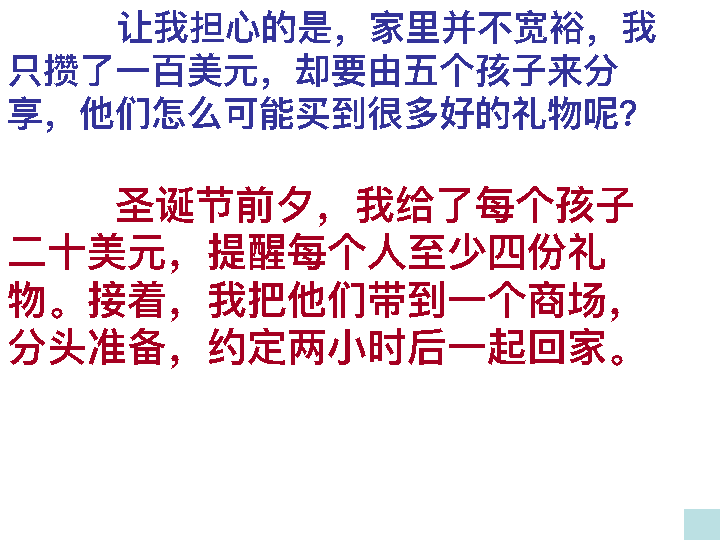 让我担心的是，家里并不宽裕，我
只攒了一百美元，却要由五个孩子来分
享，他们怎么可能买到很多好的礼物呢？
圣诞节前夕，我给了每个孩子
二十美元，提醒每个人至少四份礼
物。接着，我把他们带到一个商场，
分头准备，约定两小时后一起回家。